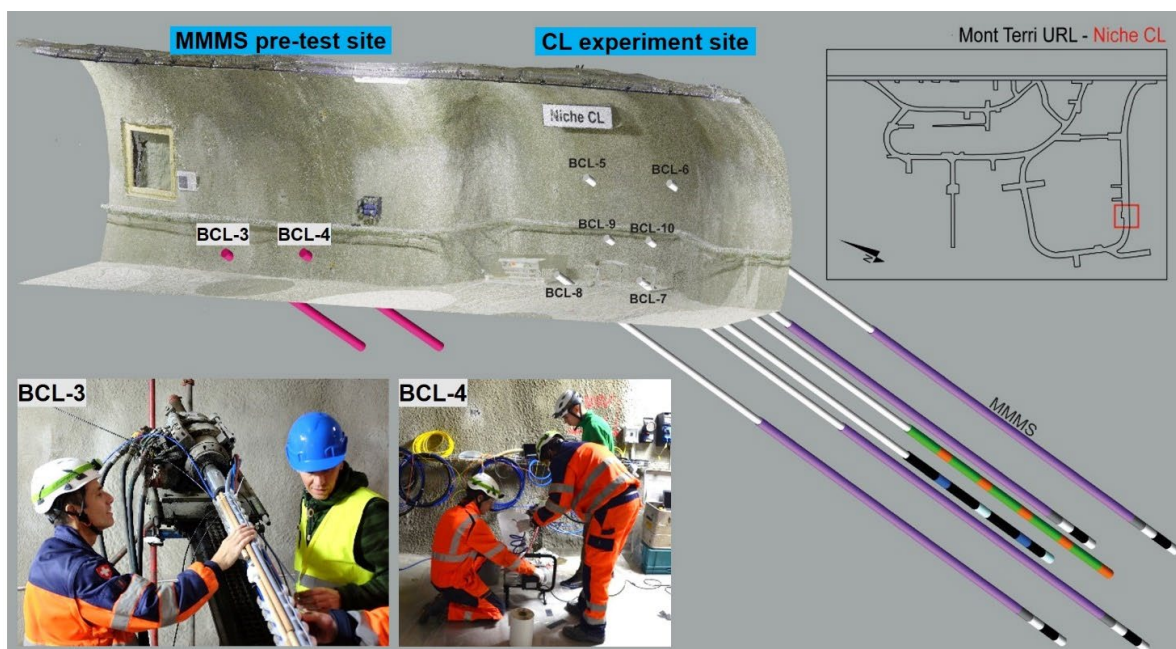 MMMS pre-test site
CL experiment site
Mont Terri URL - Niche CL
Niche CL
BCL-5
BCL-6
BCL-3
BCL-4
BCL-9
BCL-10
BCL-8
BCL-7
N
MMMS
BCL-3
BCL-4